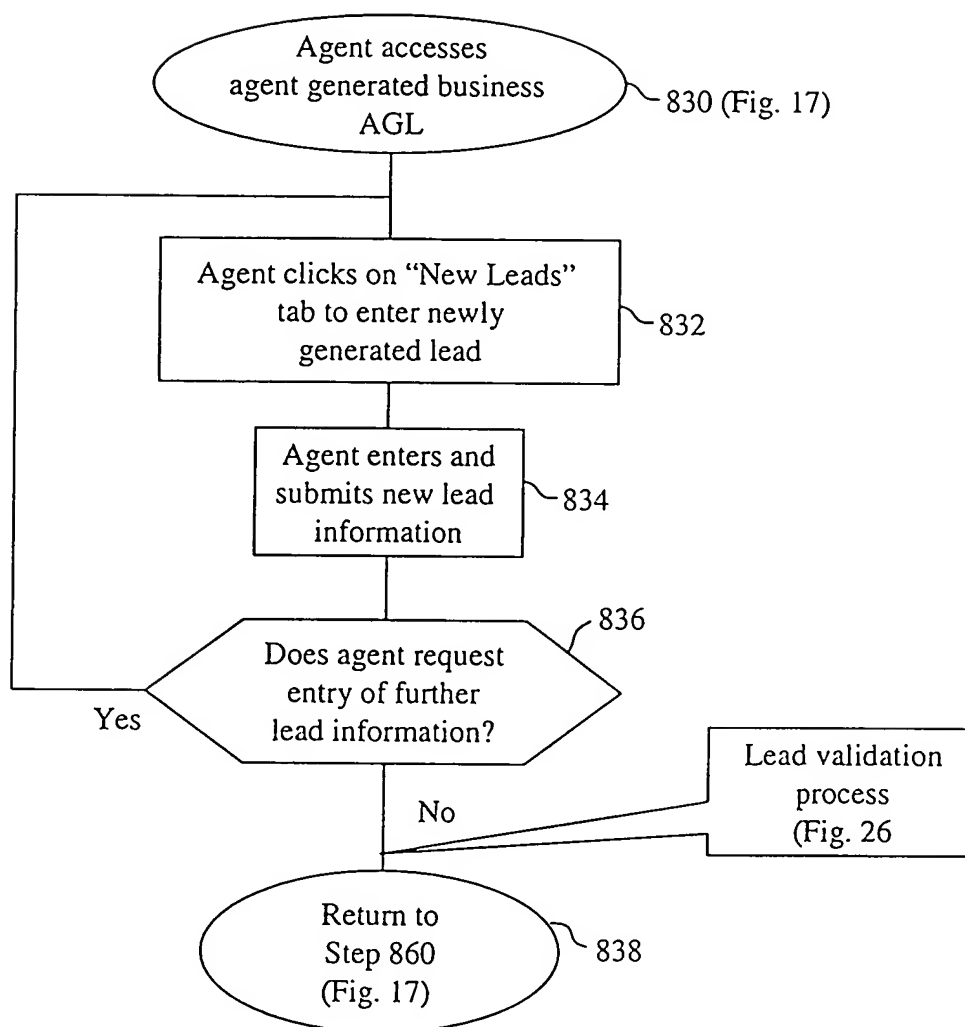 Agent accesses
agent generated business
AGL
830 (Fig. 17)
Agent clicks on “New Leads”
tab to enter newly
generated lead
832
Agent enters and
submits new lead
information
834
Does agent request
entry of further
lead information?
836
Yes
No
Lead validation
process
(Fig. 26
Return to
Step 860
(Fig. 17)
838